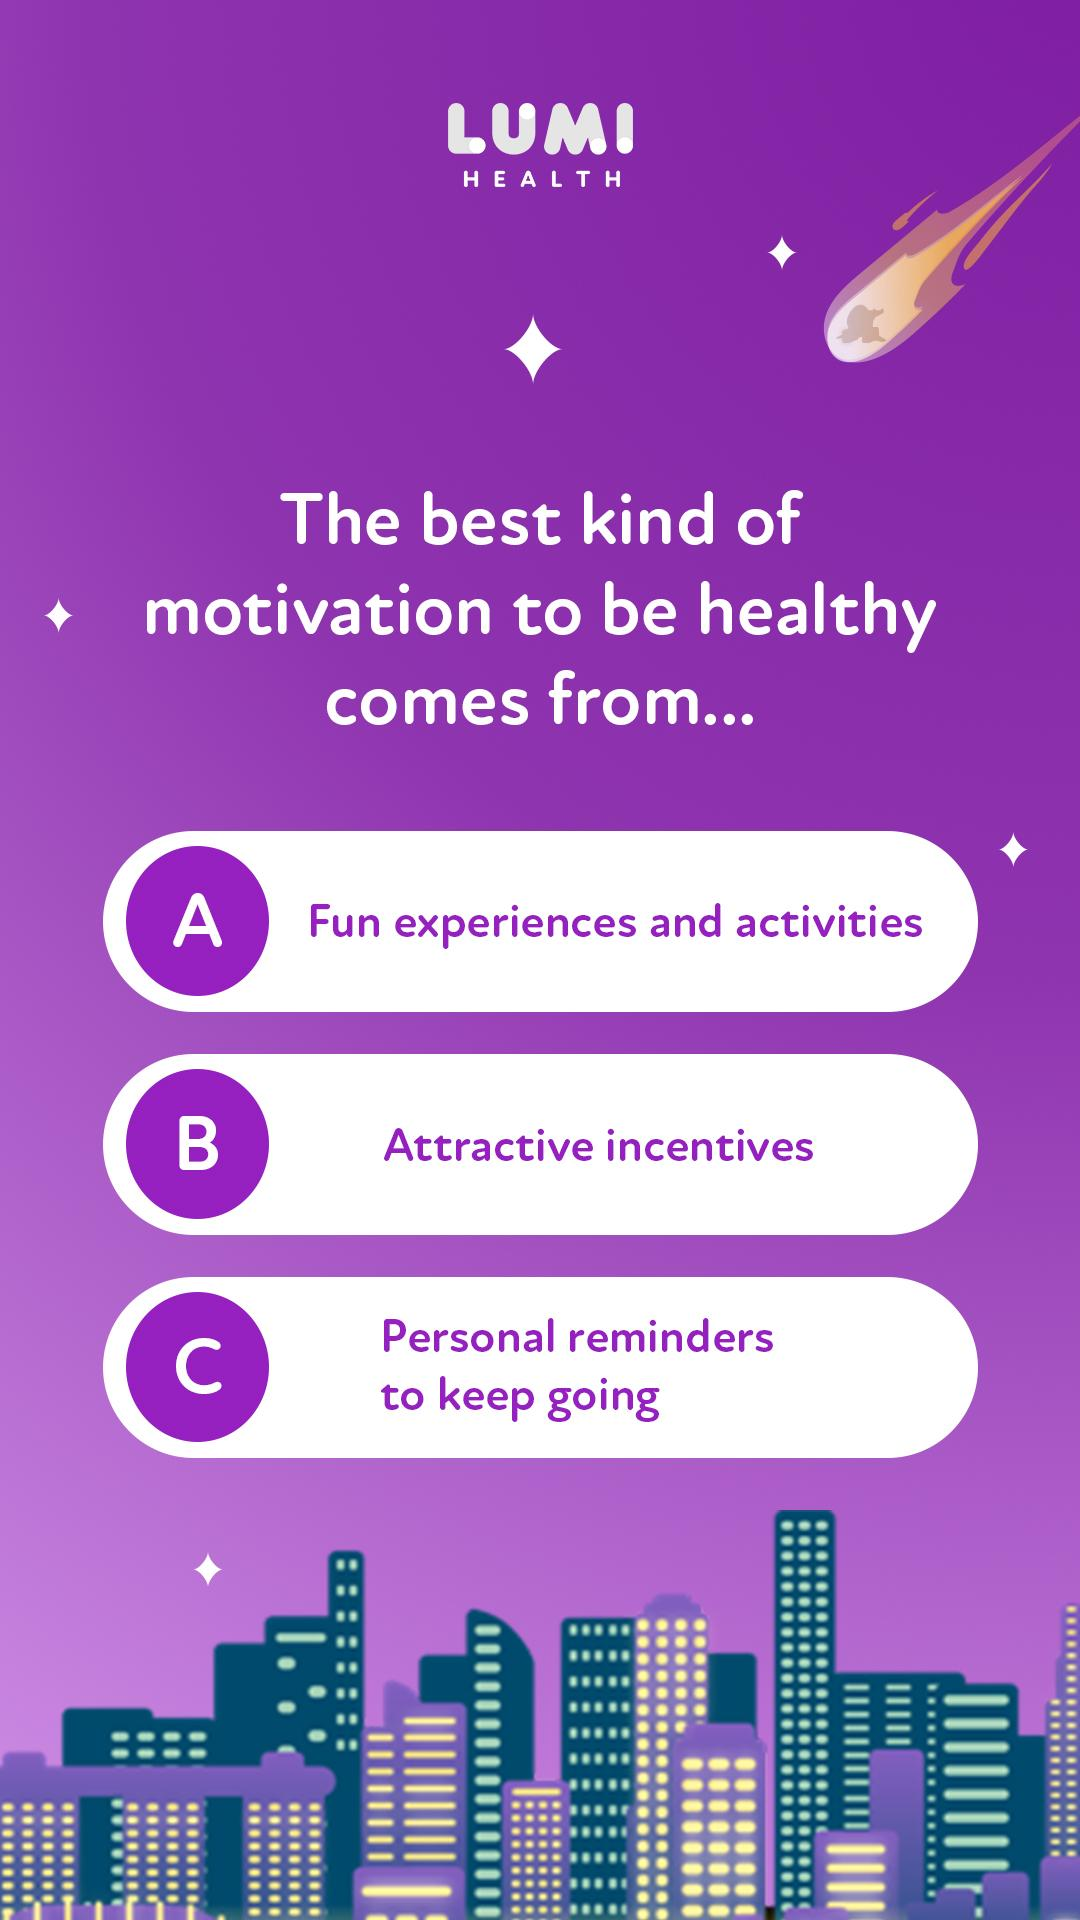 LUMI
HEALTH
The best kind of
motivation to be healthy
comes from...
A
Fun experiences and activities
B
Attractive incentives
C
Personal reminders
to keep going